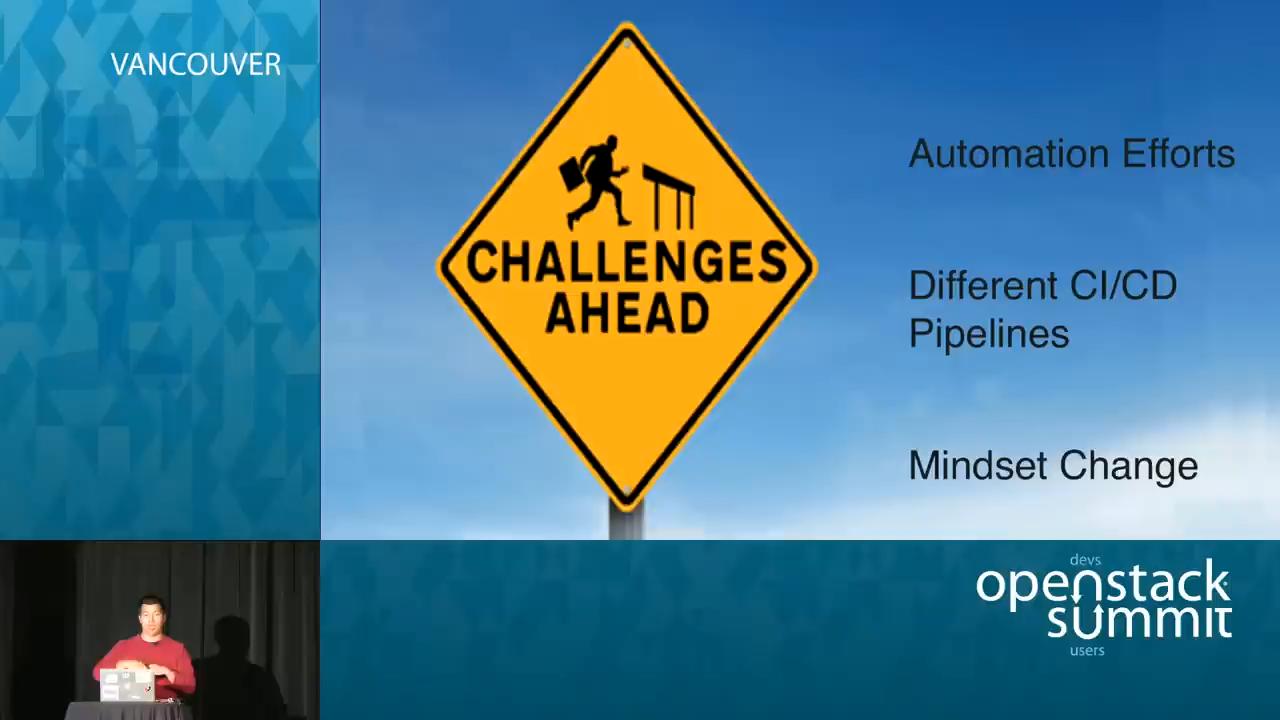 VANCOUVER
CHALLENGES
AHEAD
Automation Efforts
Different CI/CD
Pipelines
Mindset Change
devs
openstack
summit
users